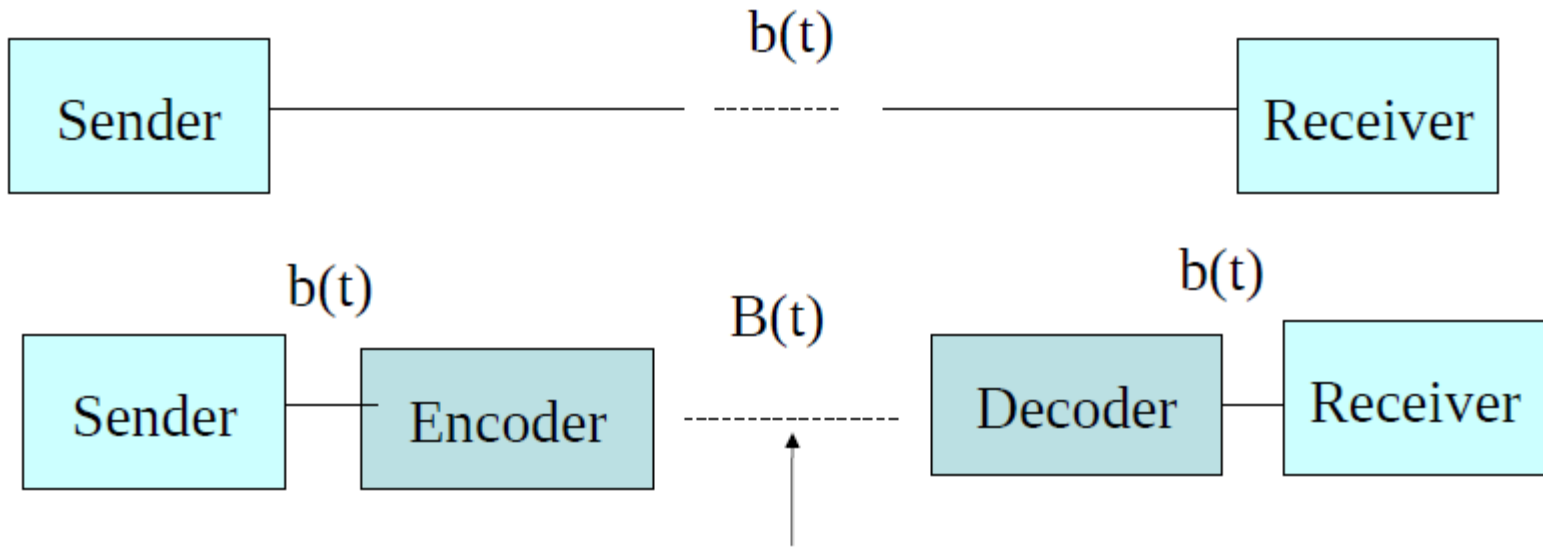 b(t)
Sender
Receiver
b(t)
B(t)
b(t)
Sender
Encoder
Decoder
Receiver